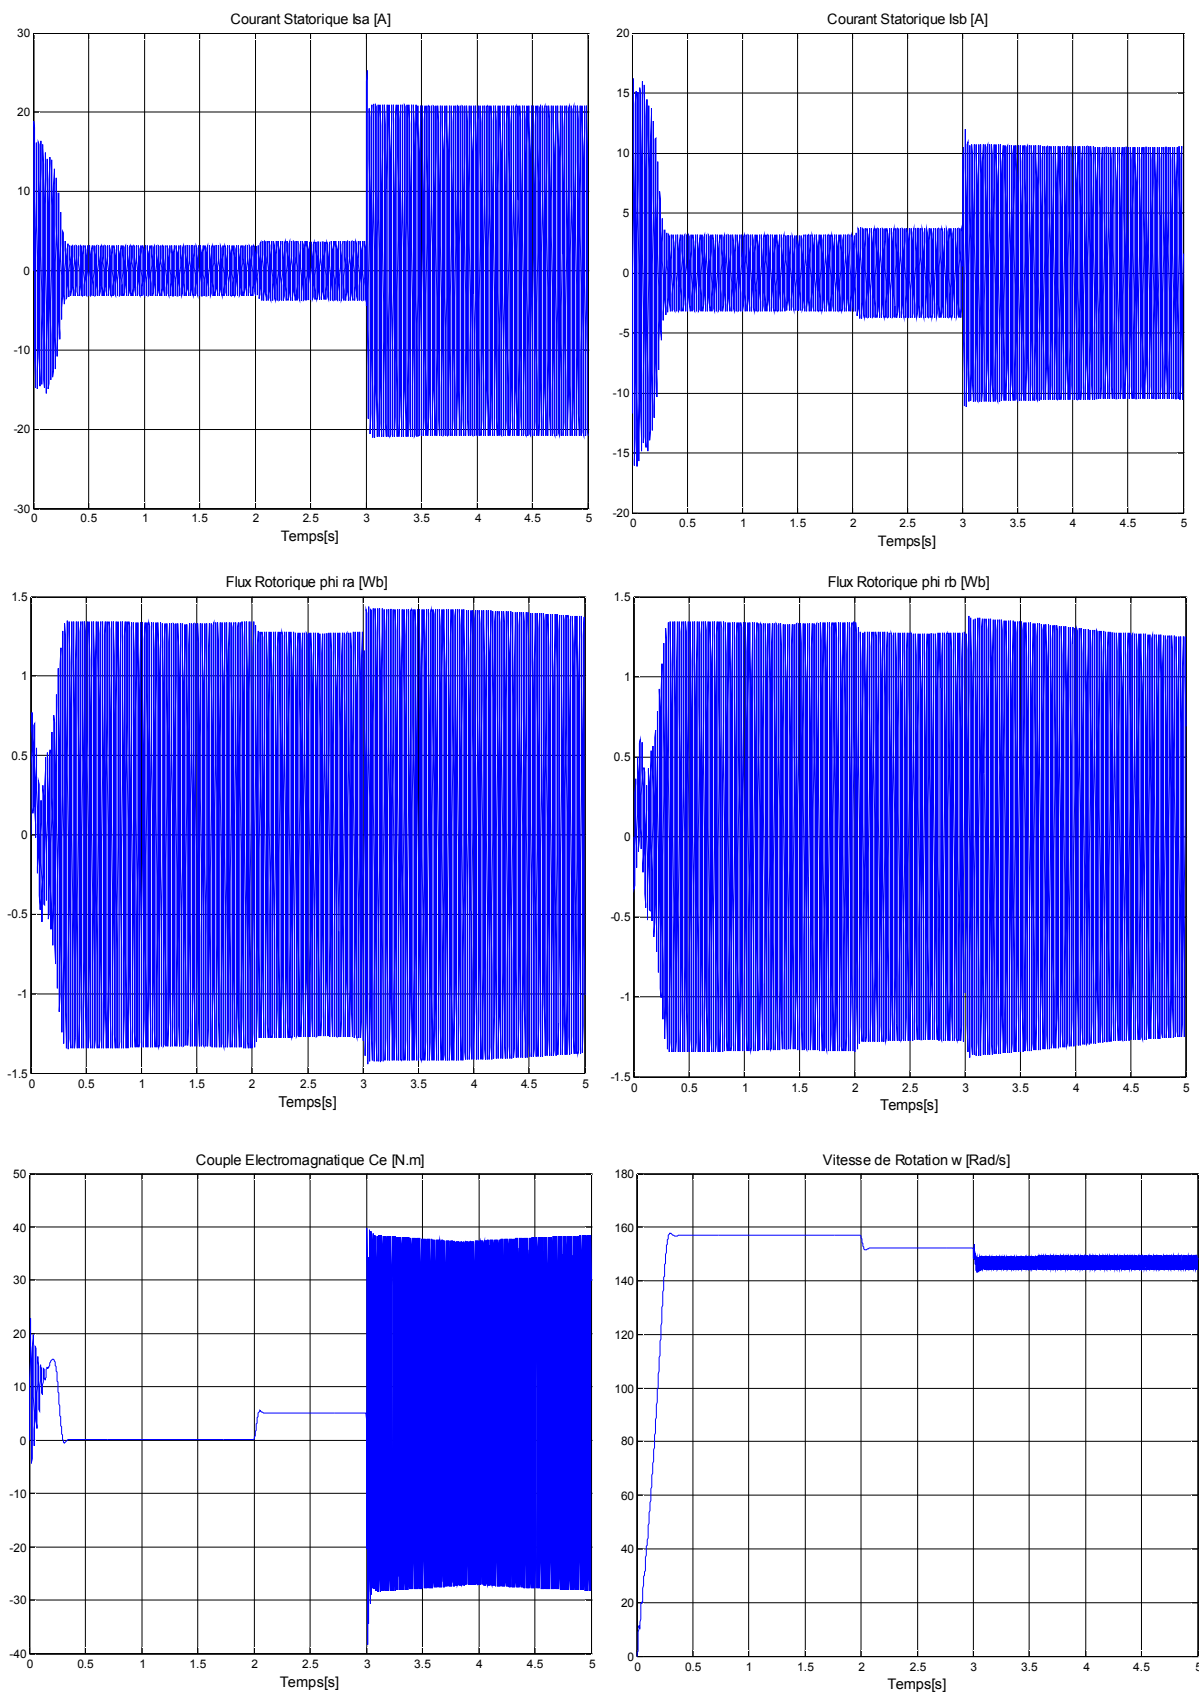 Courant Statorique Isa [A]
30
20
10
0
-10
-20
-30
0 0.5 1 1.5 2 2.5 3 3.5 4 4.5 5
Temps[s]
Courant Statorique Isb [A]
20
15
10
5
0
-5
-10
-15
-20
0 0.5 1 1.5 2 2.5 3 3.5 4 4.5 5
Temps[s]
Flux Rotorique phi ra [Wb]
1.5
1
0.5
0
-0.5
-1
-1.5
0 0.5 1 1.5 2 2.5 3 3.5 4 4.5 5
Temps[s]
Flux Rotorique phi rb [Wb]
1.5
1
0.5
0
-0.5
-1
-1.5
0 0.5 1 1.5 2 2.5 3 3.5 4 4.5 5
Temps[s]
Couple Electromagnatique Ce [N.m]
50
40
30
20
10
0
-10
-20
-30
-40
0 0.5 1 1.5 2 2.5 3 3.5 4 4.5 5
Temps[s]
Vitesse de Rotation w [Rad/s]
180
160
140
120
100
80
60
40
20
0
0 0.5 1 1.5 2 2.5 3 3.5 4 4.5 5
Temps[s]